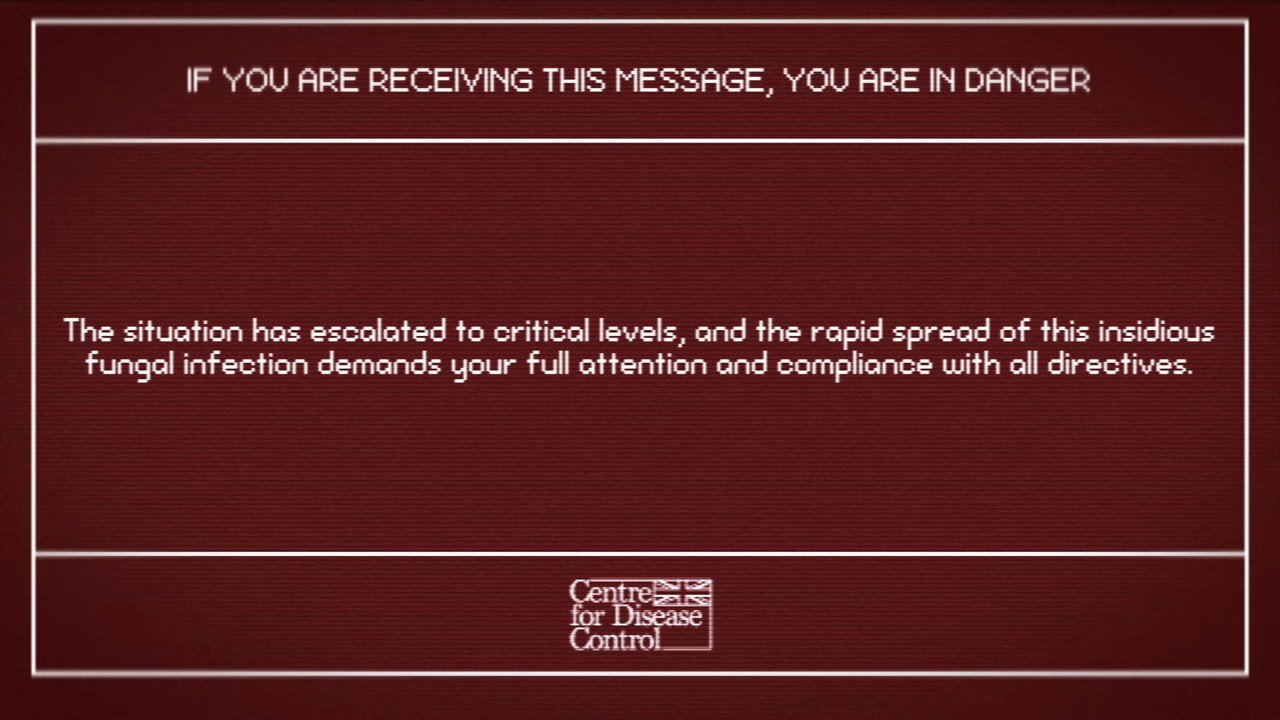 IF YOU ARE RECEIVING THIS MESSAGE, YOU ARE IN DANGER
The situation has escalated to critical levels, and the rapid spread of this insidious
fungal infection demands your full attention and compliance with all directives.
Centre
for Disease
Control